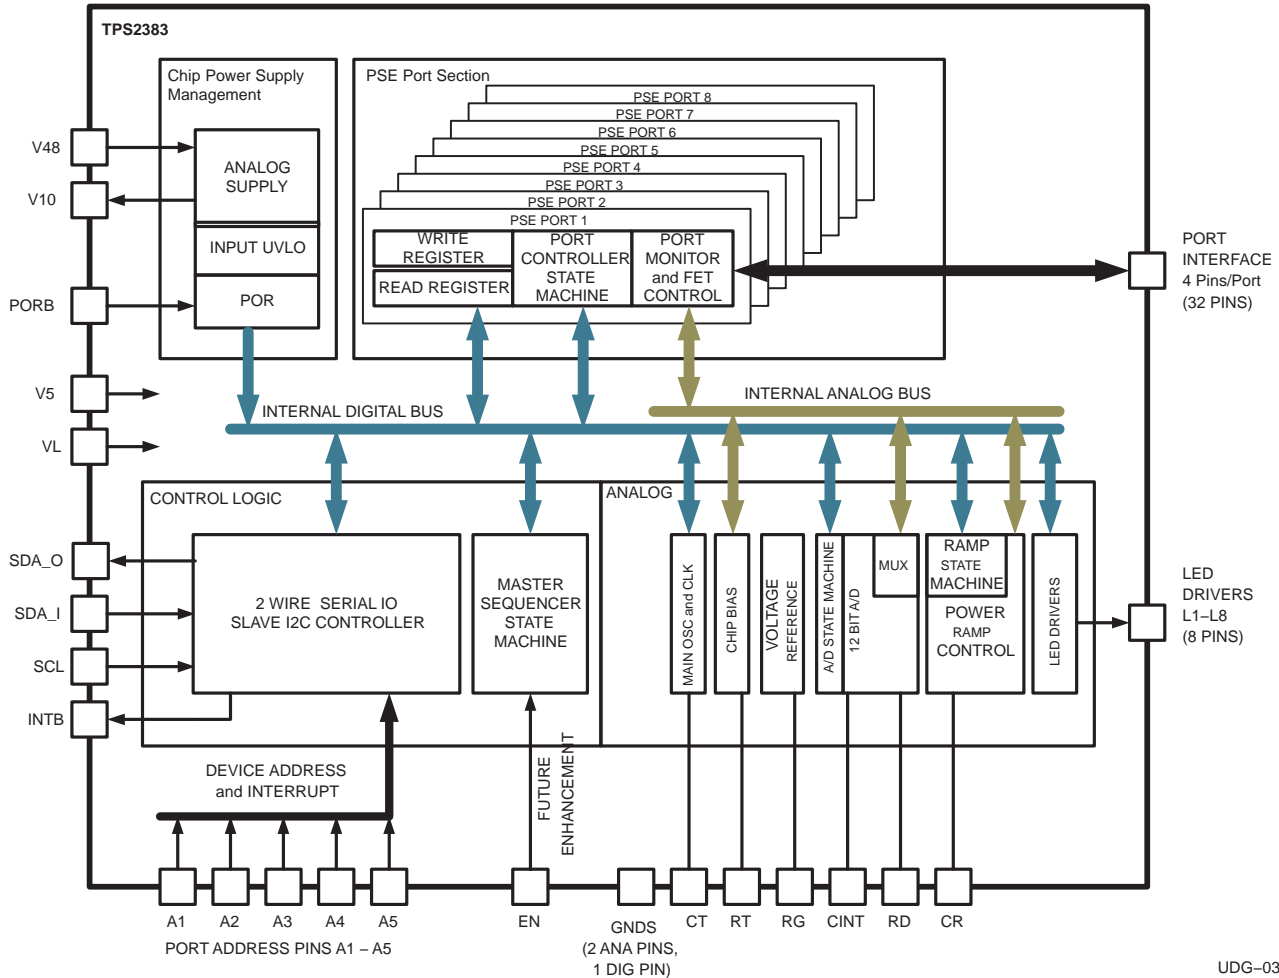 TPS2383
Chip Power Supply
Management
PSE Port Section
PSE PORT 8
PSE PORT 7
PSE PORT 6
PSE PORT 5
PSE PORT 4
PSE PORT 3
PSE PORT 2
PSE PORT 1
V48
V10
PORB
V5
VL
SDA_O
SDA_I
SCL
INTB
ANALOG
SUPPLY
INPUT UVLO
POR
WRITE
REGISTER
READ REGISTER
PORT
CONTROLLER
STATE
MACHINE
PORT
MONITOR
and FET
CONTROL
PORT
INTERFACE
4 Pins/Port
(32 PINS)
INTERNAL DIGITAL BUS
INTERNAL ANALOG BUS
CONTROL LOGIC
ANALOG
2 WIRE SERIAL IO
SLAVE I2C CONTROLLER
MASTER
SEQUENCER
STATE
MACHINE
MAIN OSC and CLK
CHIP BIAS
VOLTAGE
REFERENCE
A/D STATE MACHINE
12 BIT A/D
MUX
RAMP
STATE
MACHINE
POWER
RAMP
CONTROL
LED DRIVERS
LED
DRIVERS
L1–L8
(8 PINS)
DEVICE ADDRESS
and INTERRUPT
FUTURE
ENHANCEMENT
A1
A2
A3
A4
A5
EN
GNDS
(2 ANA PINS,
1 DIG PIN)
CT
RT
RG
CINT
RD
CR
PORT ADDRESS PINS A1 – A5
UDG–03